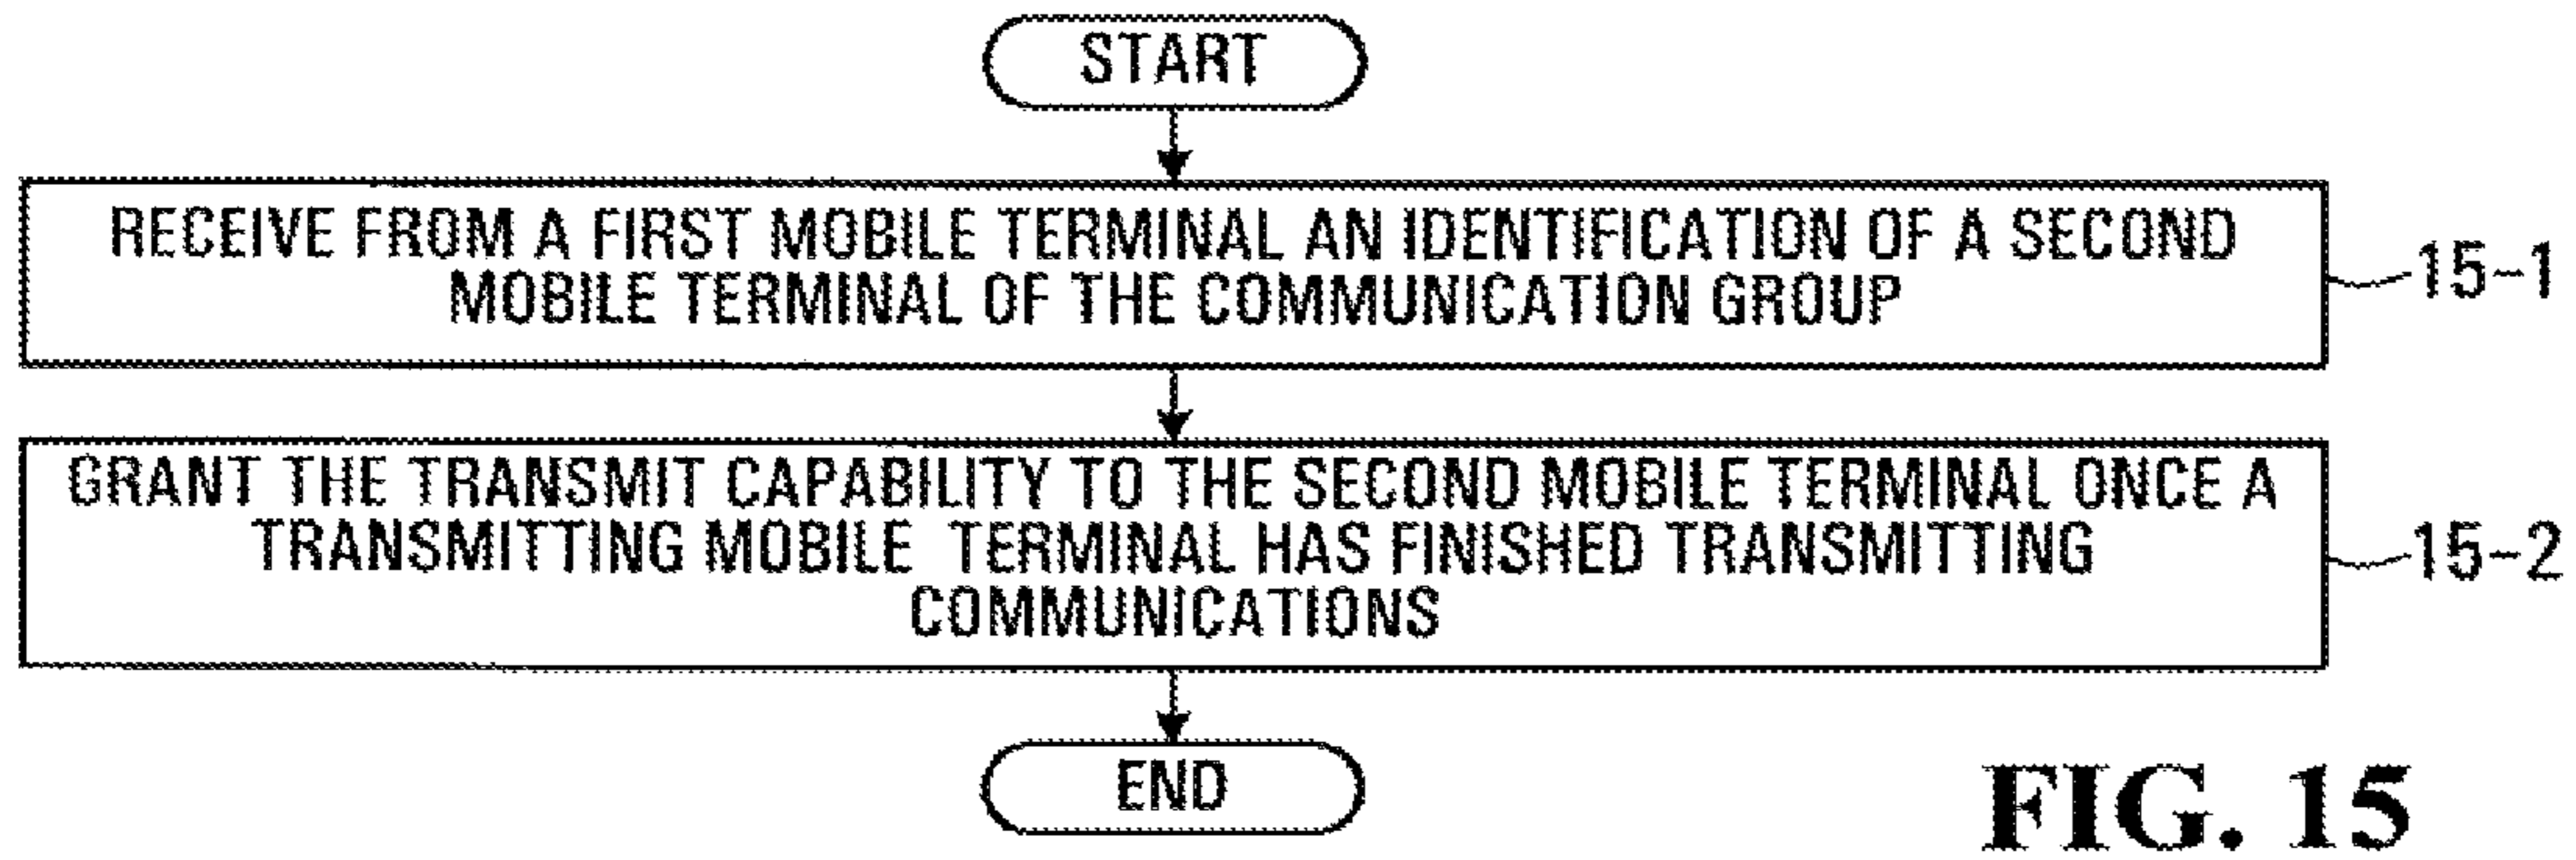 START
RECEIVE FROM A FIRST MOBILE TERMINAL AN IDENTIFICATION OF A SECOND
MOBILE TERMINAL OF THE COMMUNICATION GROUP
15-1
GRANT THE TRANSMIT CAPABILITY TO THE SECOND MOBILE TERMINAL ONCE A
TRANSMITTING MOBILE TERMINAL HAS FINISHED TRANSMITTING
COMMUNICATIONS
15-2
END
FIG. 15